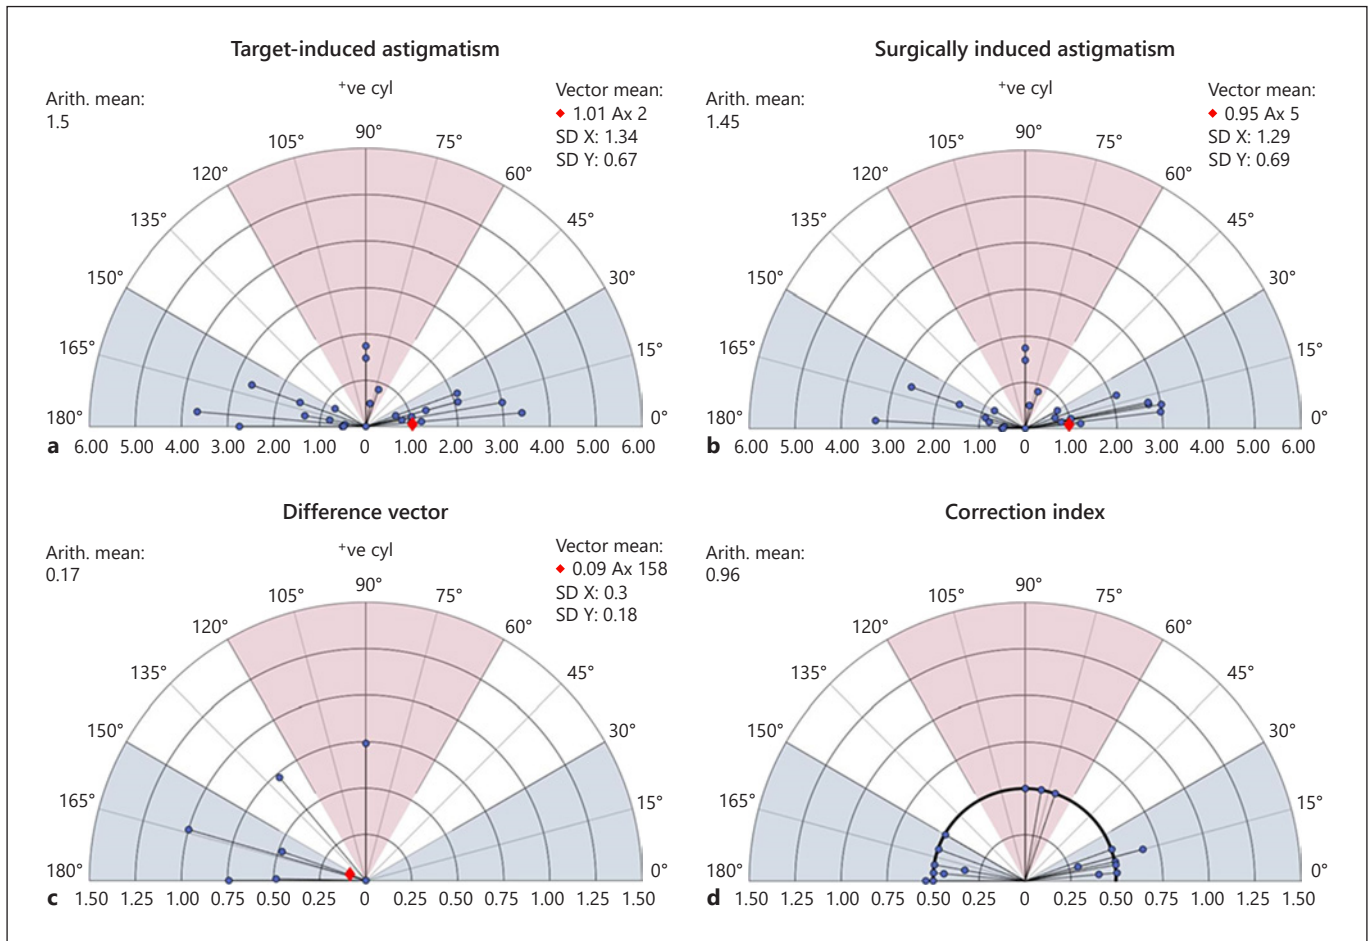 Target-induced astigmatism
Arith. mean:
1.5
+ve cyl
Vector mean:
♦ 1.01 Ax 2
SD X: 1.34
SD Y: 0.67
90°
105° 75°
120° 60°
135° 45°
150° 30°
165° 15°
180° 0°
a 6.00 5.00 4.00 3.00 2.00 1.00 0 1.00 2.00 3.00 4.00 5.00 6.00
Surgically induced astigmatism
Arith. mean:
1.45
+ve cyl
Vector mean:
♦ 0.95 Ax 5
SD X: 1.29
SD Y: 0.69
90°
105° 75°
120° 60°
135° 45°
150° 30°
165° 15°
180° 0°
b 6.00 5.00 4.00 3.00 2.00 1.00 0 1.00 2.00 3.00 4.00 5.00 6.00
Difference vector
Arith. mean:
0.17
+ve cyl
Vector mean:
♦ 0.09 Ax 158
SD X: 0.3
SD Y: 0.18
90°
105° 75°
120° 60°
135° 45°
150° 30°
165° 15°
180° 0°
c 1.50 1.25 1.00 0.75 0.50 0.25 0 0.25 0.50 0.75 1.00 1.25 1.50
Correction index
Arith. mean:
0.96
90°
105° 75°
120° 60°
135° 45°
150° 30°
165° 15°
180° 0°
d 1.50 1.25 1.00 0.75 0.50 0.25 0 0.25 0.50 0.75 1.00 1.25 1.50